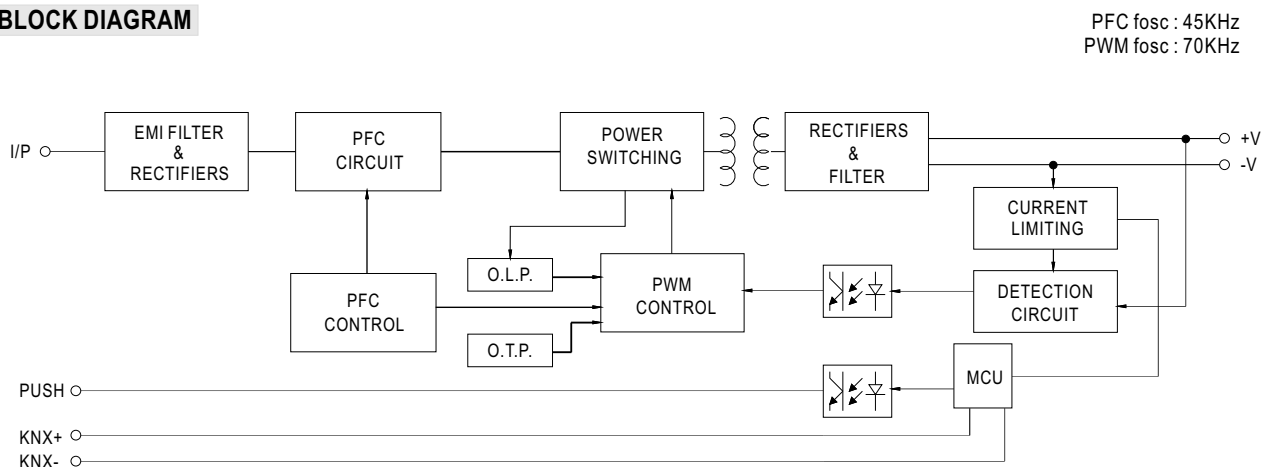 BLOCK DIAGRAM
PFC fosc : 45KHz
PWM fosc : 70KHz
I/P
EMI FILTER
&
RECTIFIERS
PFC
CIRCUIT
POWER
SWITCHING
RECTIFIERS
&
FILTER
+V
-V
CURRENT
LIMITING
O.L.P.
PFC
CONTROL
PWM
CONTROL
DETECTION
CIRCUIT
O.T.P.
MCU
PUSH
KNX+
KNX-